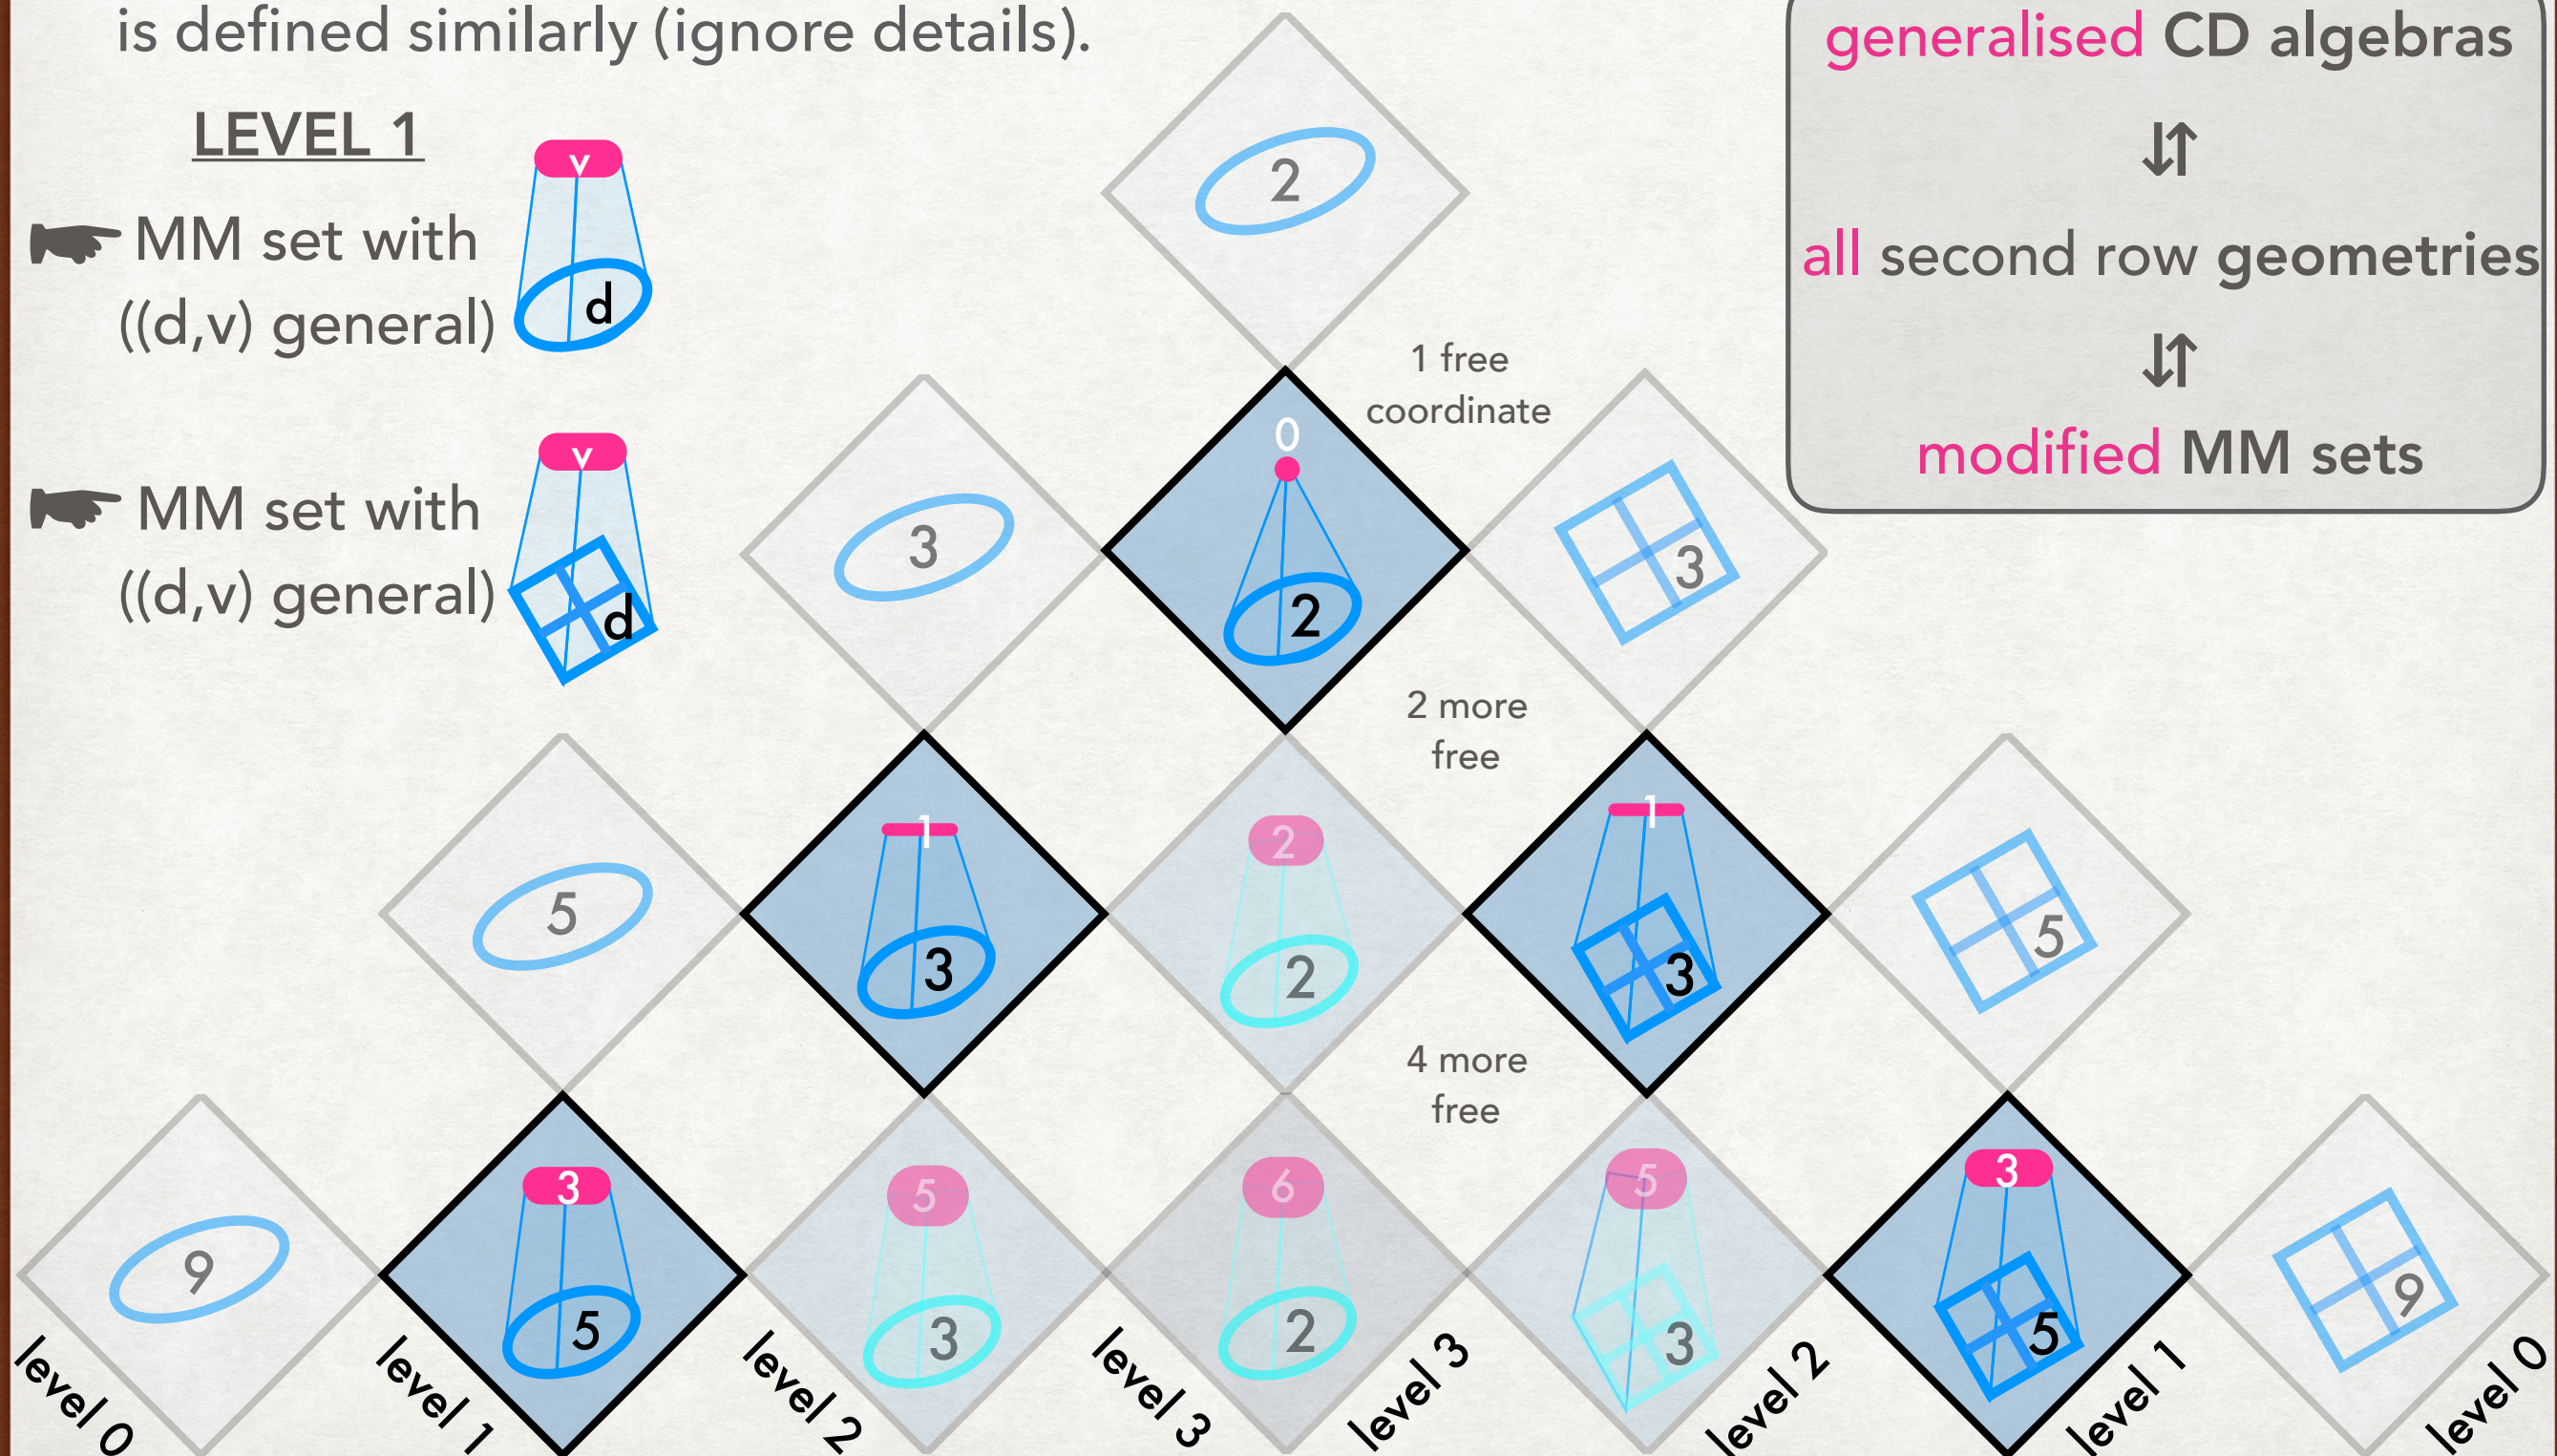 is defined similarly (ignore details).
LEVEL 1
MM set with
((d,v) general)
v
d
MM set with
((d,v) general)
v
d
generalised CD algebras
all second row geometries
modified MM sets
2
1 free
coordinate
3
0
2
3
2 more
free
5
1
3
2
2
1
3
5
4 more
free
9
3
5
5
3
6
2
5
3
3
5
9
level 0
level 1
level 2
level 3
level 3
level 2
level 1
level 0